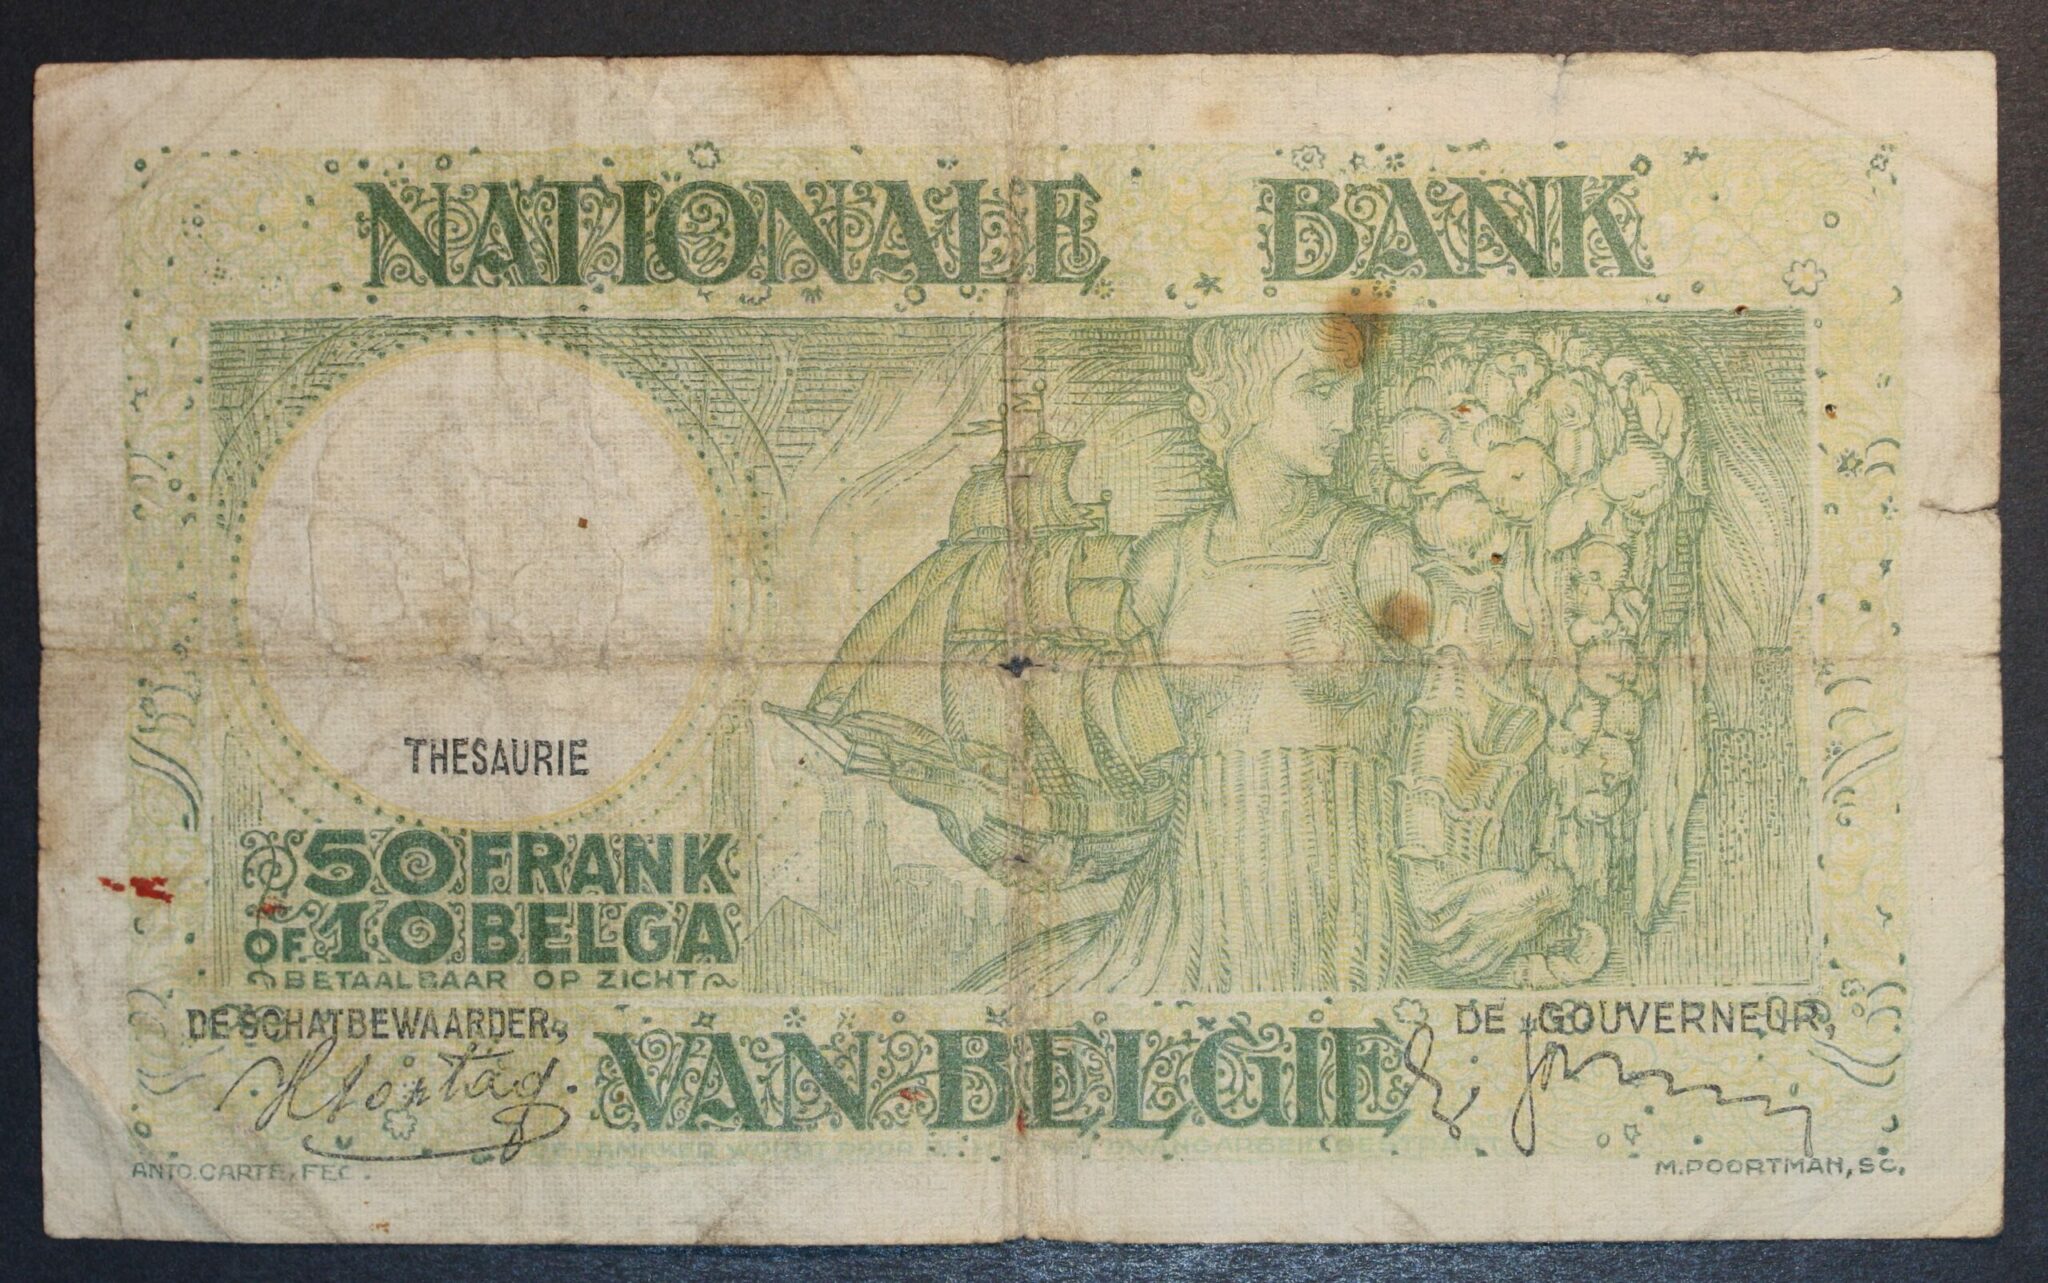 NATIONALE BANK
THESAURIE
50 FRANK
OF 10 BELGA
BETAALBAAR OP ZICHT
DE SCHATBEWAARDER,
DE GOUVERNEUR,
VAN BELGIE
ANTO.CARTE, FEC.
M.POORTMAN, SC.